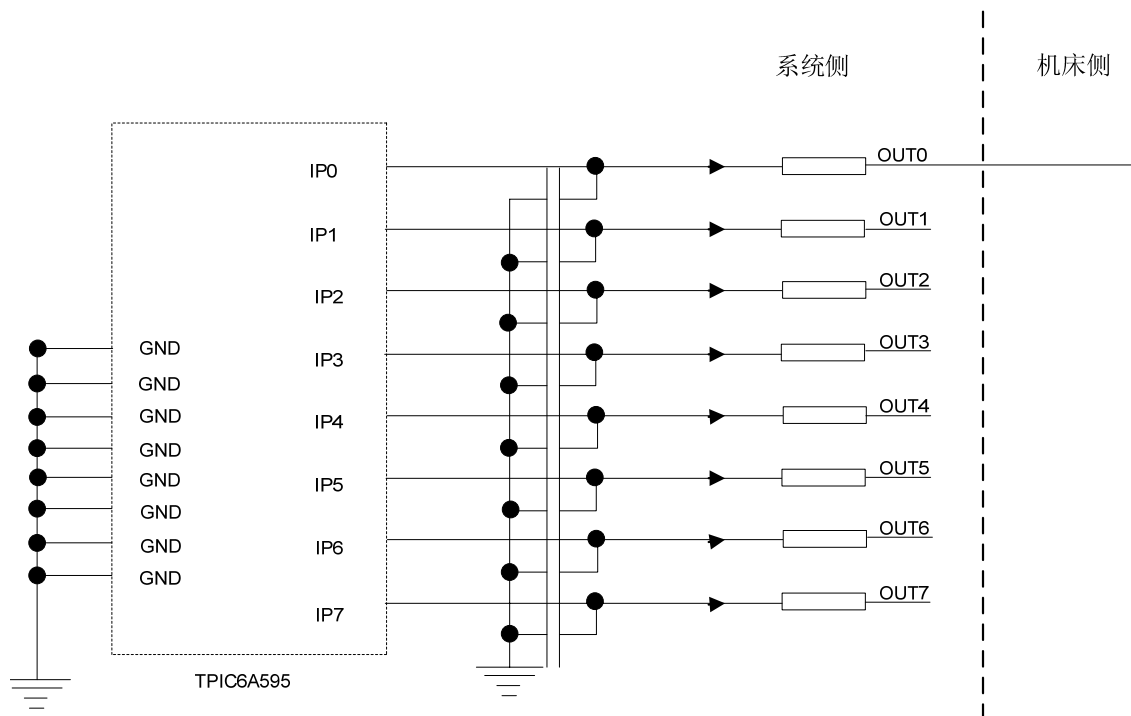 系统侧
机床侧
IP0
OUT0
IP1
OUT1
IP2
OUT2
GND
IP3
OUT3
GND
GND
IP4
OUT4
GND
GND
IP5
OUT5
GND
GND
IP6
OUT6
GND
IP7
OUT7
TPIC6A595